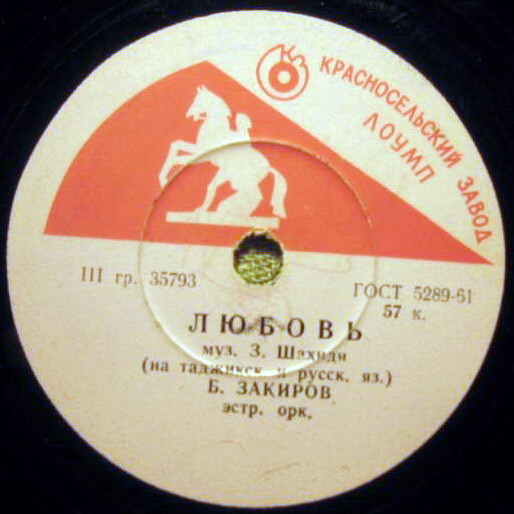 КРАСНОСЕЛЬСКИЙ ЗАВОД
ЛОУМП
III гр. 35793
ГОСТ 5289-61
57 к.
ЛЮБОВЬ
муз. З. Шахиди
(на таджикск. и русск. яз.)
Б. ЗАКИРОВ
эстр. орк.